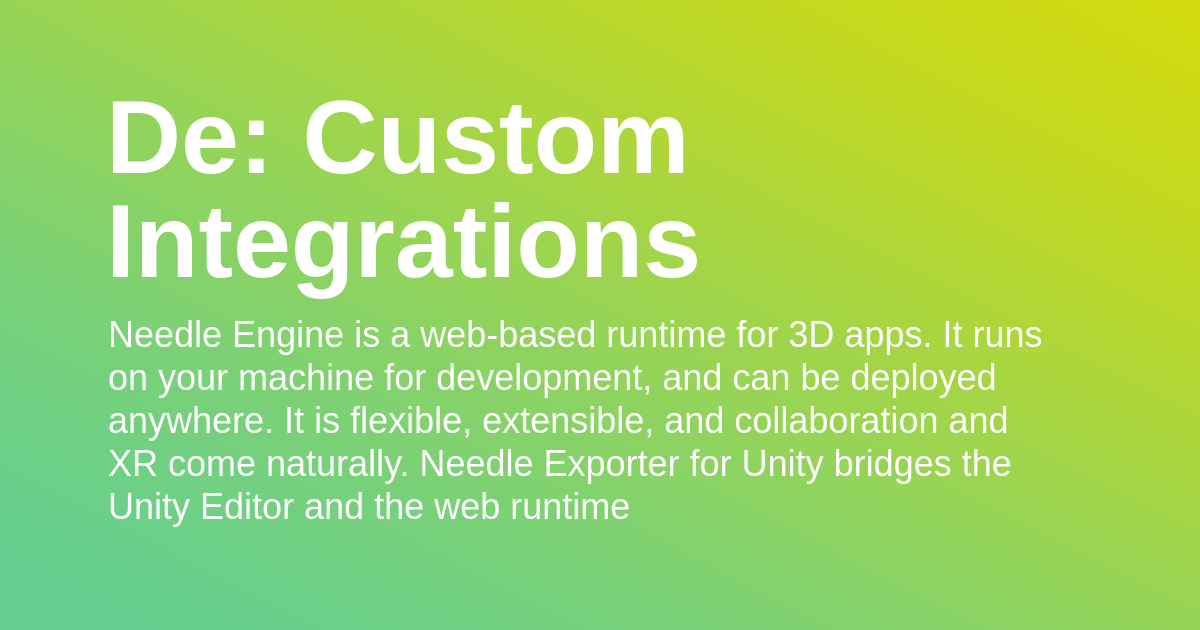 De: Custom
Integrations
Needle Engine is a web-based runtime for 3D apps. It runs
on your machine for development, and can be deployed
anywhere. It is flexible, extensible, and collaboration and
XR come naturally. Needle Exporter for Unity bridges the
Unity Editor and the web runtime